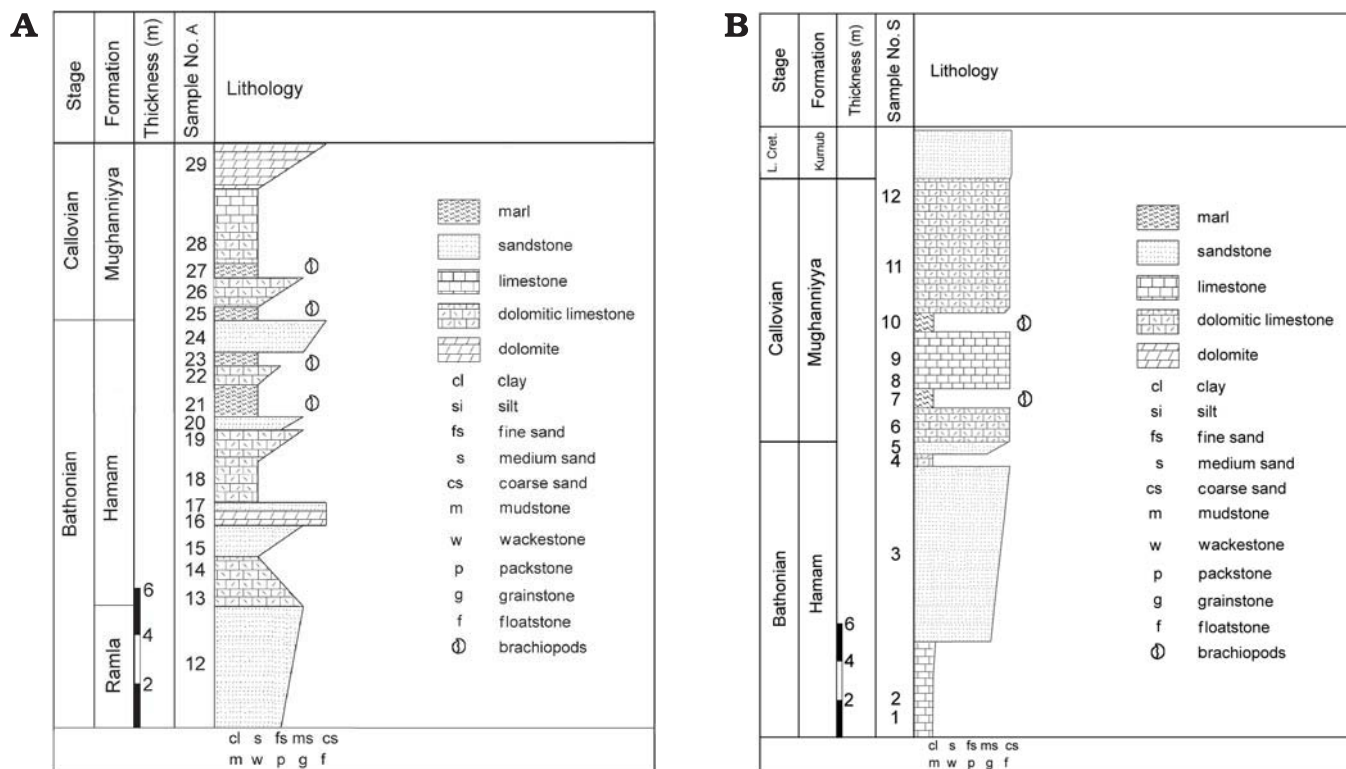 A
Stage
Formation
Thickness (m)
Sample No. A
Lithology
Callovian
Bathonian
Mughanniyya
Hamam
Ramla
6
4
2
29
28
27
26
25
24
23
22
21
20
19
18
17
16
15
14
13
12
marl
sandstone
limestone
dolomitic limestone
dolomite
cl clay
si silt
fs fine sand
s medium sand
cs coarse sand
m mudstone
w wackestone
p packstone
g grainstone
f floatstone
brachiopods
cl s fs ms cs
m w p g f
B
Stage
Formation
Thickness (m)
Sample No. S
Lithology
L. Cret.
Callovian
Bathonian
Kurnub
Mughanniyya
Hamam
6
4
2
12
11
10
9
8
7
6
5
4
3
2
1
marl
sandstone
limestone
dolomitic limestone
dolomite
cl clay
si silt
fs fine sand
s medium sand
cs coarse sand
m mudstone
w wackestone
p packstone
g grainstone
f floatstone
brachiopods
cl s fs ms cs
m w p g f